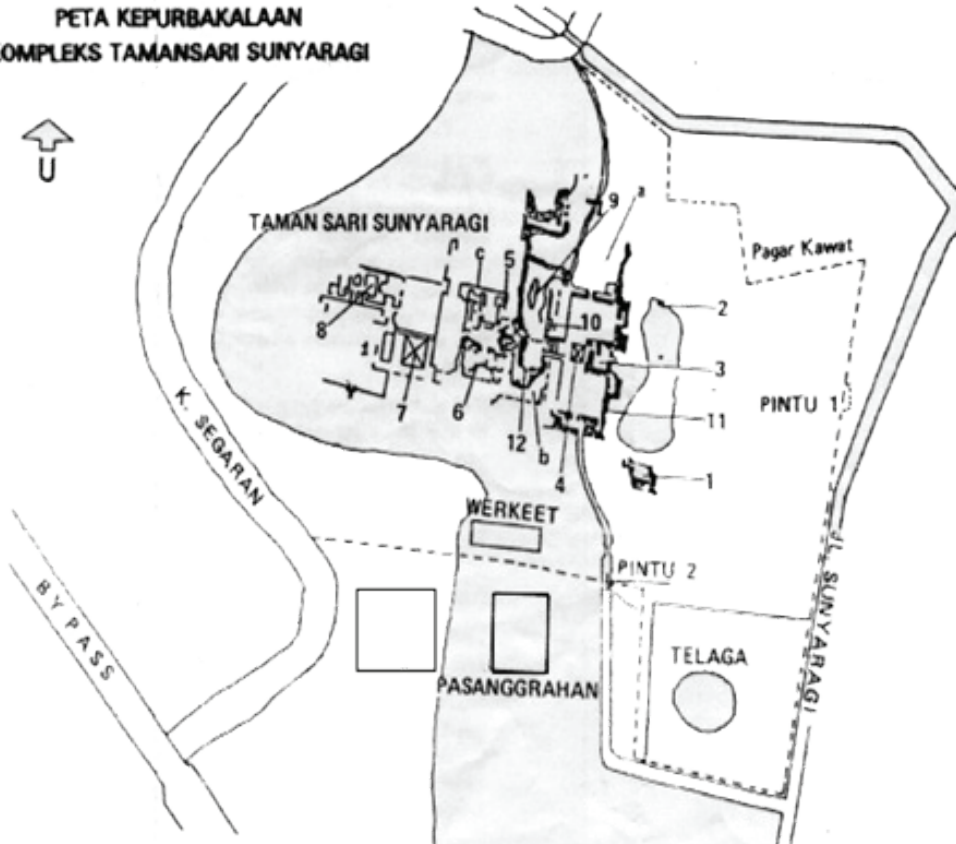 PETA KEPURBAKALAAN
KOMPLEKS TAMANSARI SUNYARAGI
U
9
a
TAMAN SARI SUNYARAGI
Pagar Kawat
c
5
2
8
10
3
7
6
11
PINTU 1
12
b
4
1
K. SEGARAN
WERKEET
PINTU 2
BY PASS
JL. SUNYARAGI
TELAGA
PASANGGRAHAN